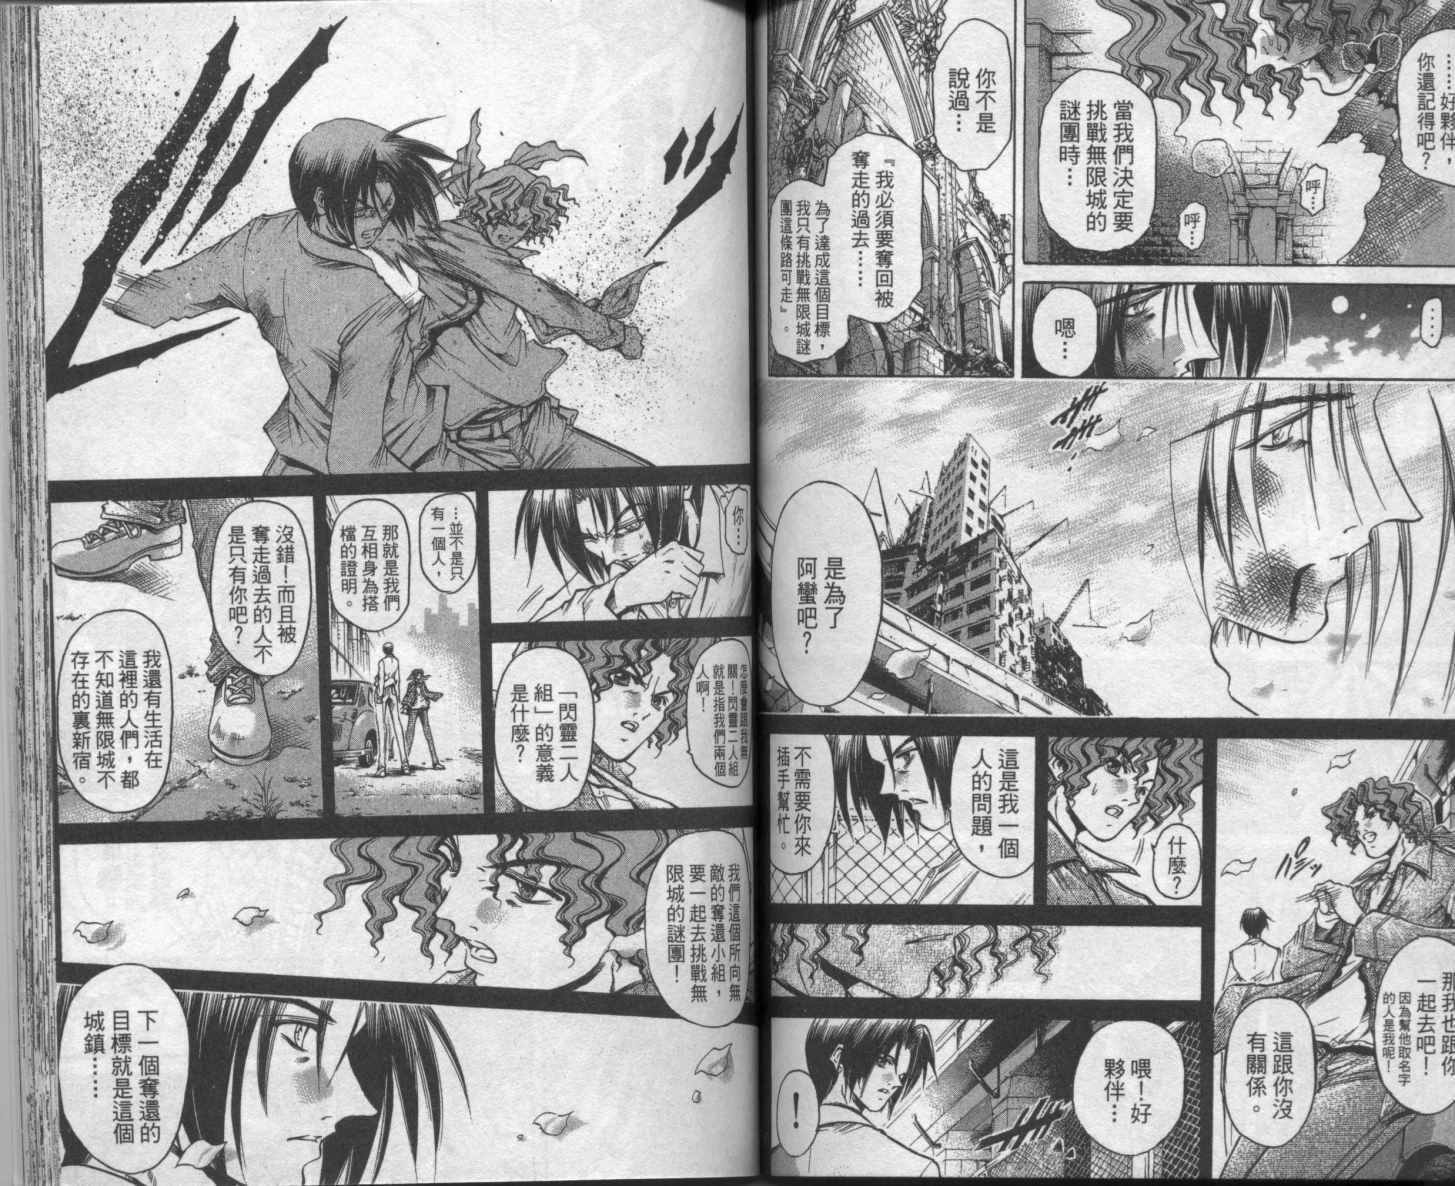 ……好夥伴，
你還記得吧？
呼…
呼…
當我們決定要
挑戰無限城的
謎團時…
你不是
說過…
『我必須要奪回被
奪走的過去……
為了達成這個目標，
我只有挑戰無限城謎
團這條路可走』。
……
嗯…
是為了
阿蠻吧？
那我也跟你
一起去吧！
因為幫他取名字
的人是我呢！
這跟你沒
有關係。
什麼？
這是我一個
人的問題，
不需要你來
插手幫忙。
喂！好
夥伴…
！
你…
怎麼會跟我無
關！閃靈二人組
就是指我們兩個
人啊！
「閃靈二人
組」的意義
是什麼？
…並不是只
有一個人，
那就是我們
互相身為搭
檔的證明。
沒錯！而且被
奪走過去的人不
是只有你吧？
我還有生活在
這裡的人們，都
不知道無限城不
存在的裏新宿。
我們這個所向無
敵的奪還小組，
要一起去挑戰無
限城的謎團！
下一個奪還的
目標就是這個
城鎮……